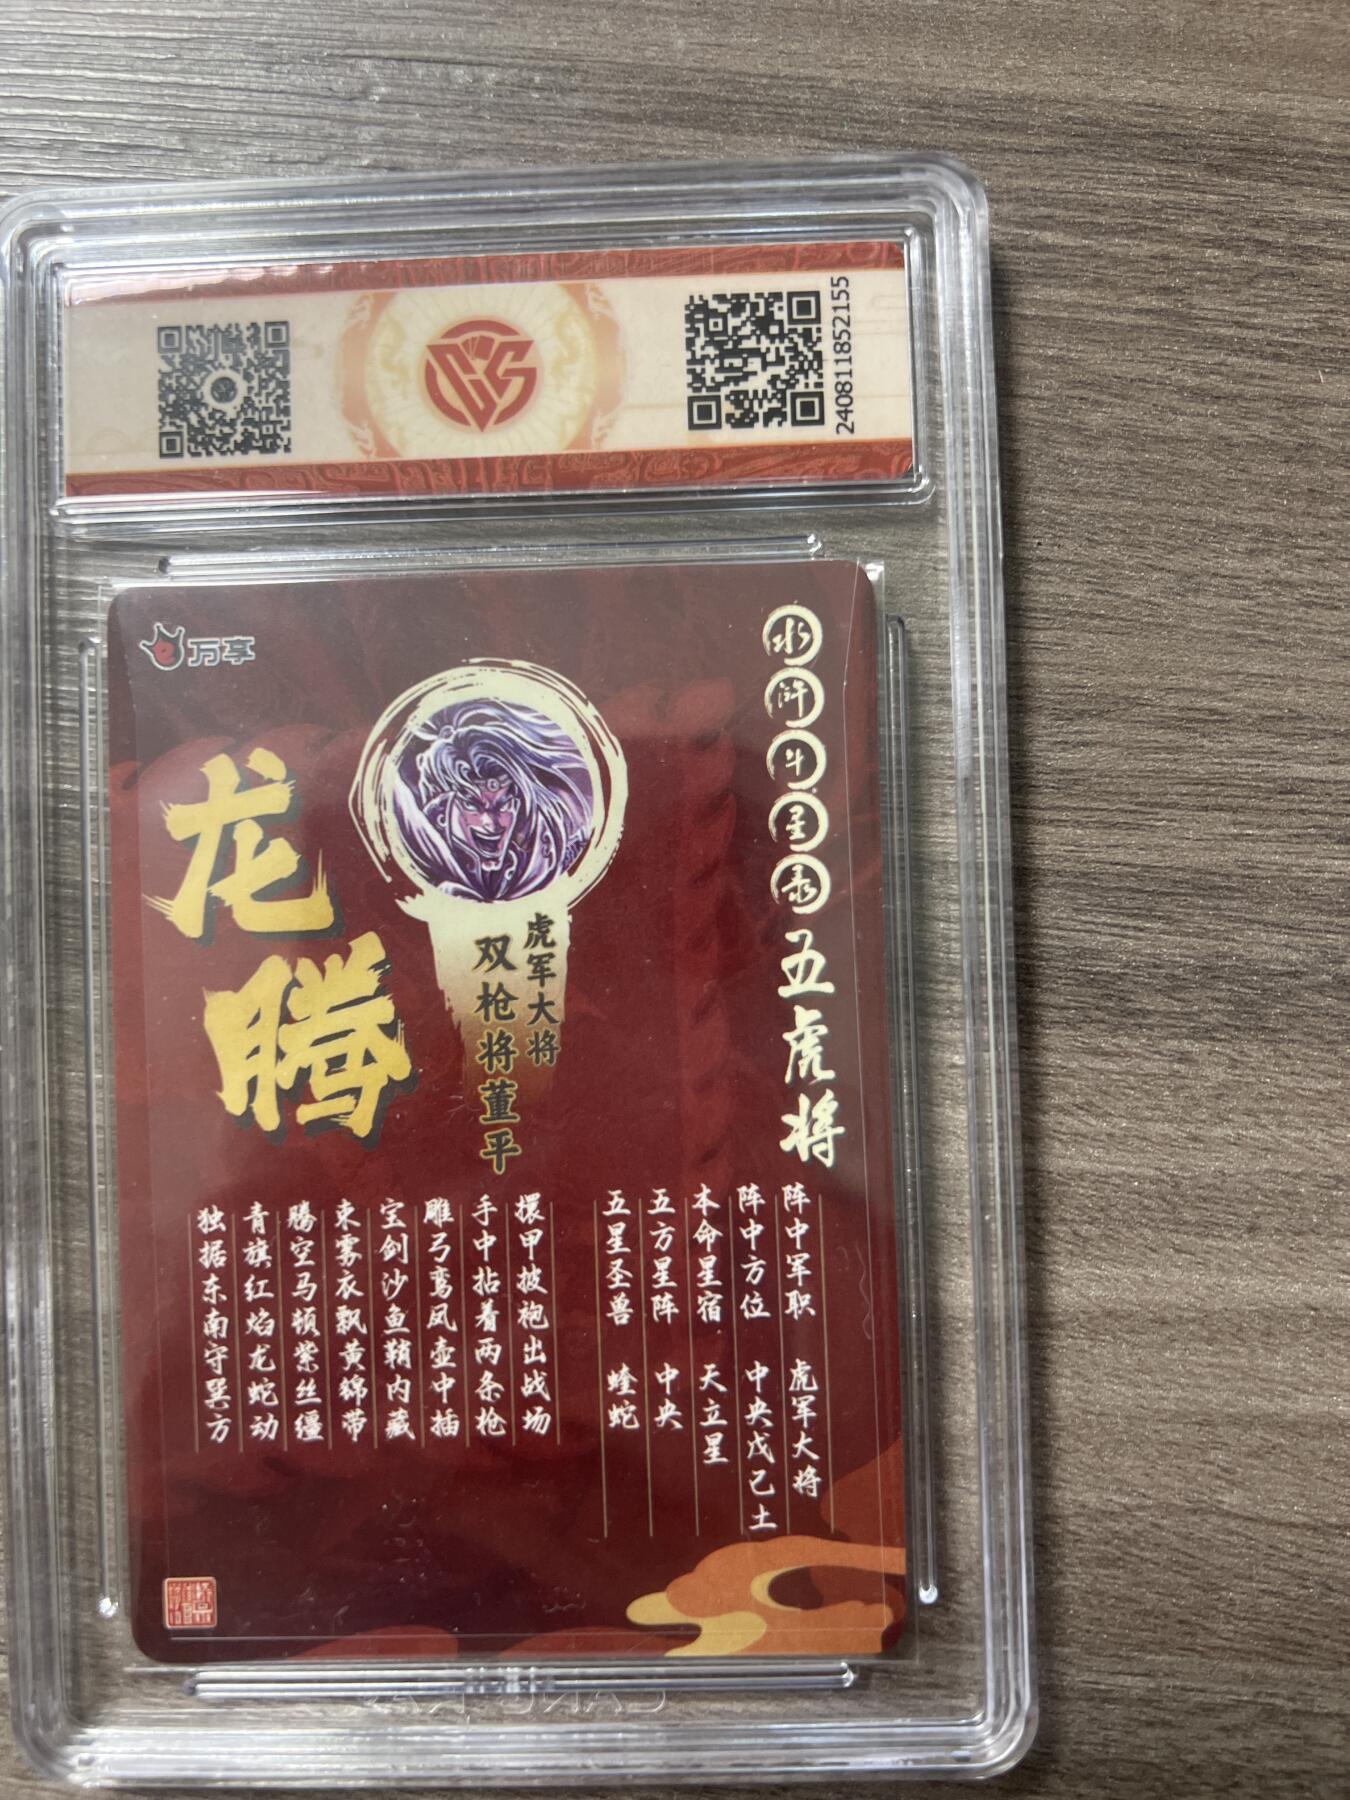 2408118852155
万享
水浒斗星录 五虎将
龙腾
虎军大将
双枪将董平
阵中军职 虎军大将
阵中方位 中央戊己土
本命星宿 天立星
五方星阵 中央
五星圣兽 螣蛇
擐甲披袍出战场
手中拈着两条枪
雕弓鸾凤壶中插
宝剑沙鱼鞘内藏
束雾衣飘黄锦带
腾空马顿紫丝缰
青旗红焰龙蛇动
独据东南守巽方